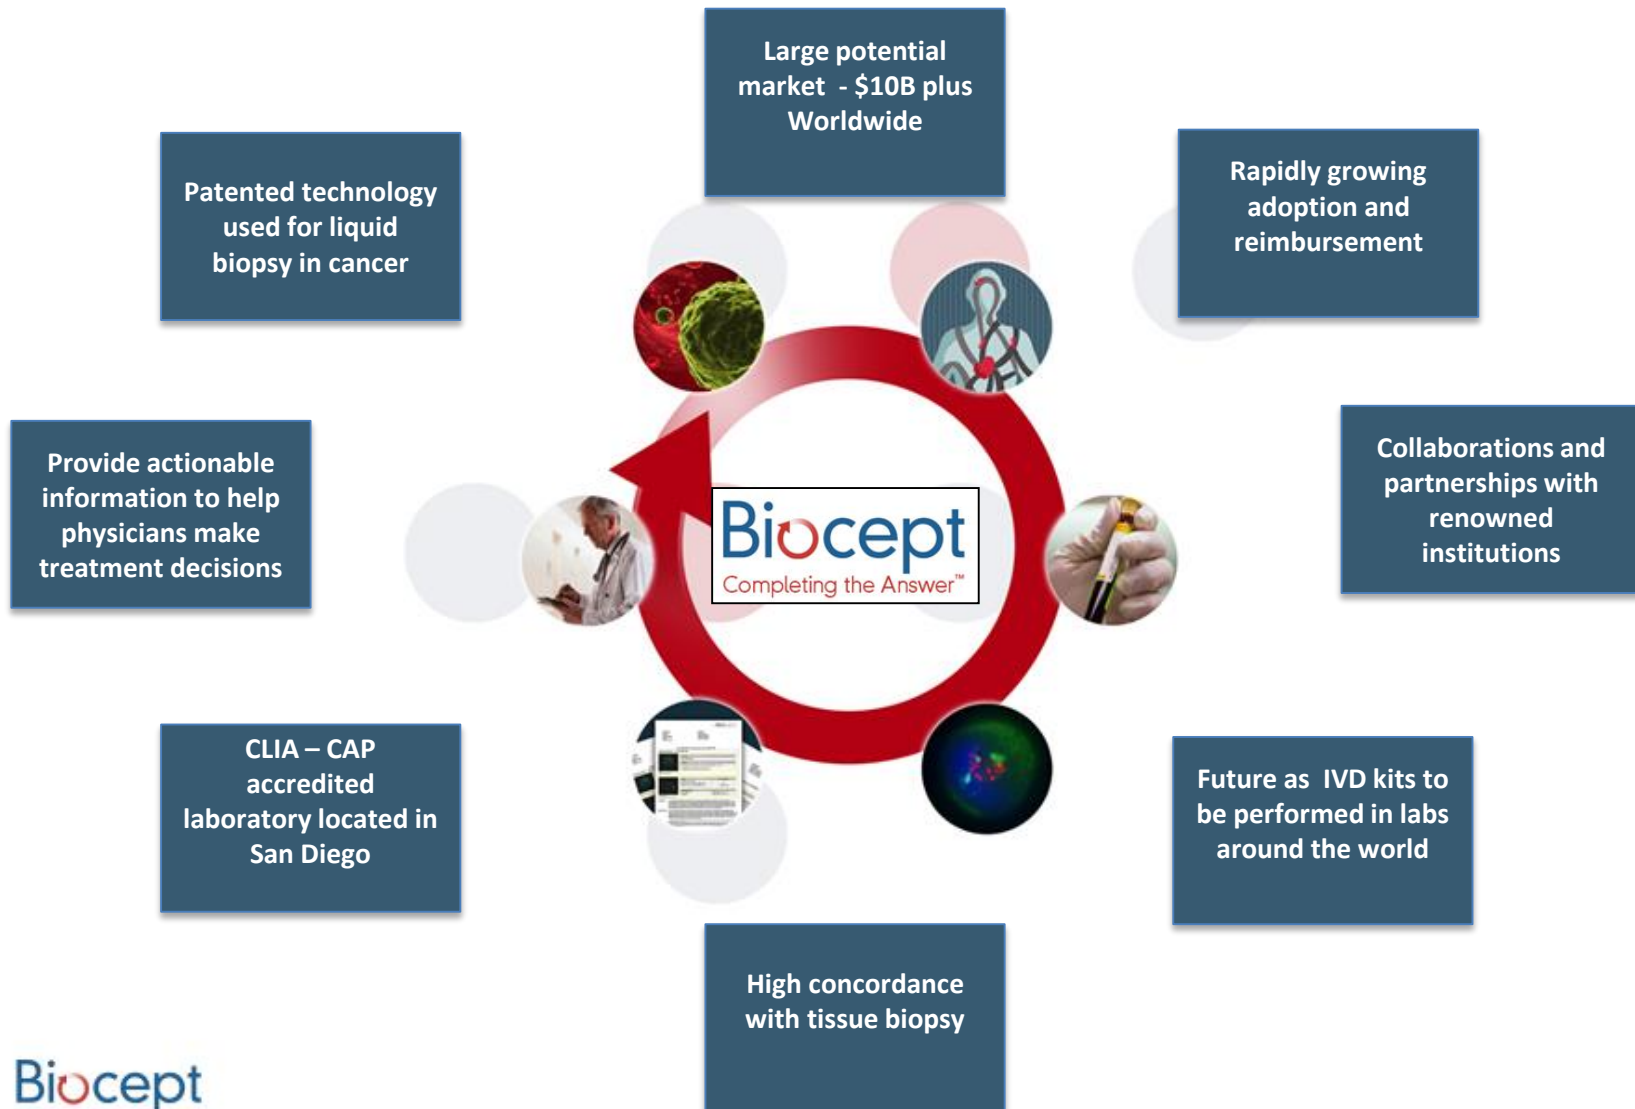 Large potential
market - $10B plus
Worldwide
Patented technology
used for liquid
biopsy in cancer
Rapidly growing
adoption and
reimbursement
Provide actionable
information to help
physicians make
treatment decisions
Biocept
Completing the Answer™
Collaborations and
partnerships with
renowned
institutions
CLIA – CAP
accredited
laboratory located in
San Diego
Future as IVD kits to
be performed in labs
around the world
High concordance
with tissue biopsy
Biocept